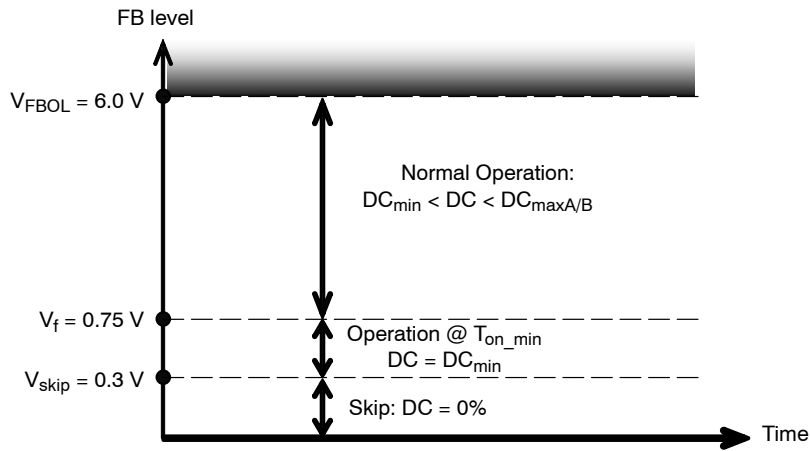 FB level
V_FBOL = 6.0 V
Normal Operation:
DC_min < DC < DC_maxA/B
V_f = 0.75 V
Operation @ T_on_min
DC = DC_min
V_skip = 0.3 V
Skip: DC = 0%
Time